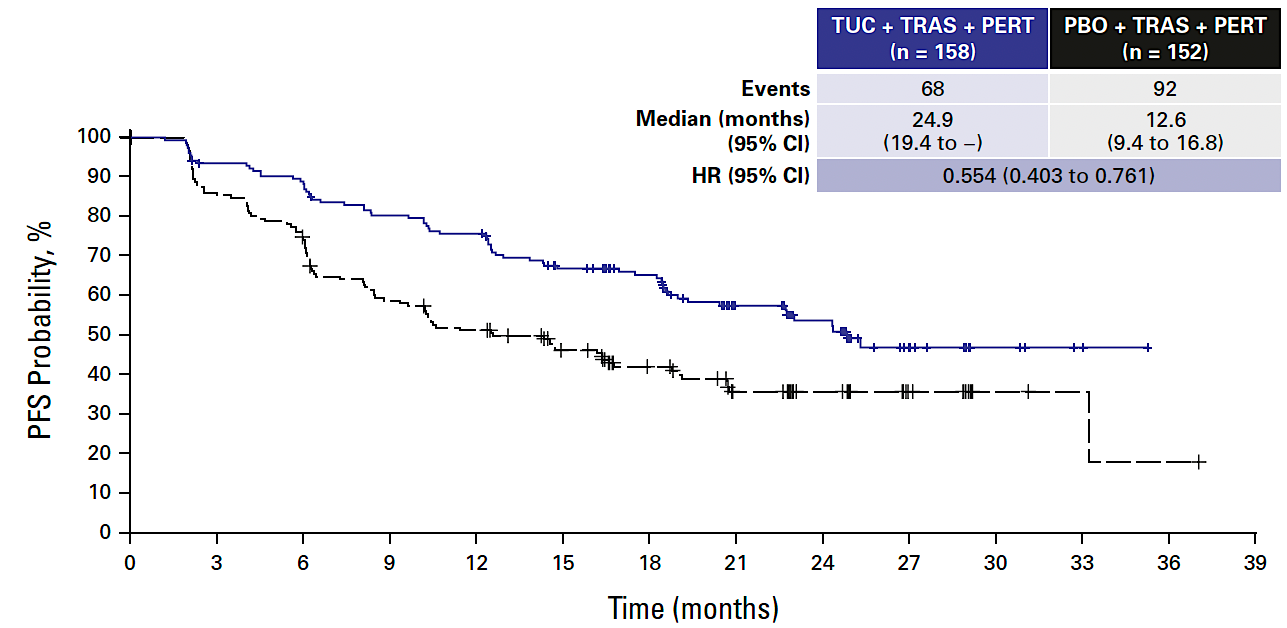 TUC + TRAS + PERT PBO + TRAS + PERT
(n = 158) (n = 152)
Events 68 92
Median (months) 24.9 12.6
(95% CI) (19.4 to –) (9.4 to 16.8)
HR (95% CI) 0.554 (0.403 to 0.761)
PFS Probability, %
100
90
80
70
60
50
40
30
20
10
0
0 3 6 9 12 15 18 21 24 27 30 33 36 39
Time (months)